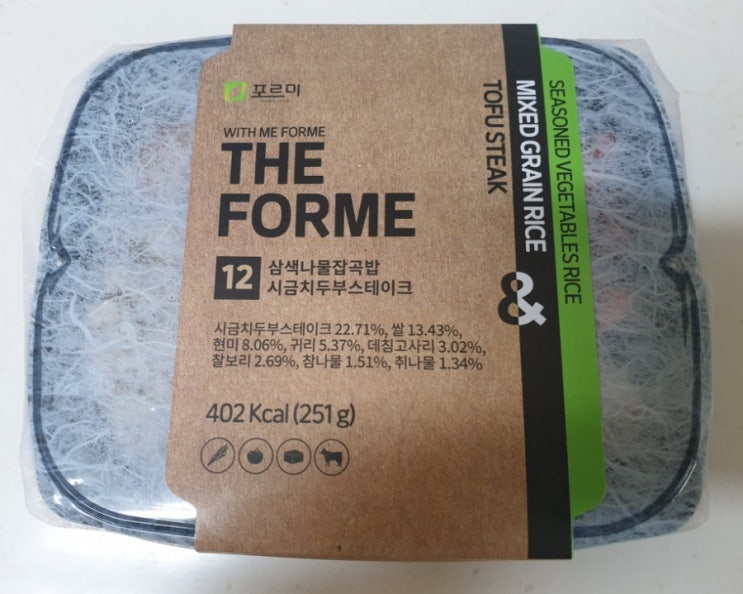 포르미
WITH ME FORME
THE
FORME
12
삼색나물잡곡밥
시금치두부스테이크
시금치두부스테이크 22.71%, 쌀 13.43%,
현미 8.06%, 귀리 5.37%, 데침고사리 3.02%,
찰보리 2.69%, 참나물 1.51%, 취나물 1.34%
402 Kcal (251 g)
SEASONED VEGETABLES RICE
MIXED GRAIN RICE
&
TOFU STEAK